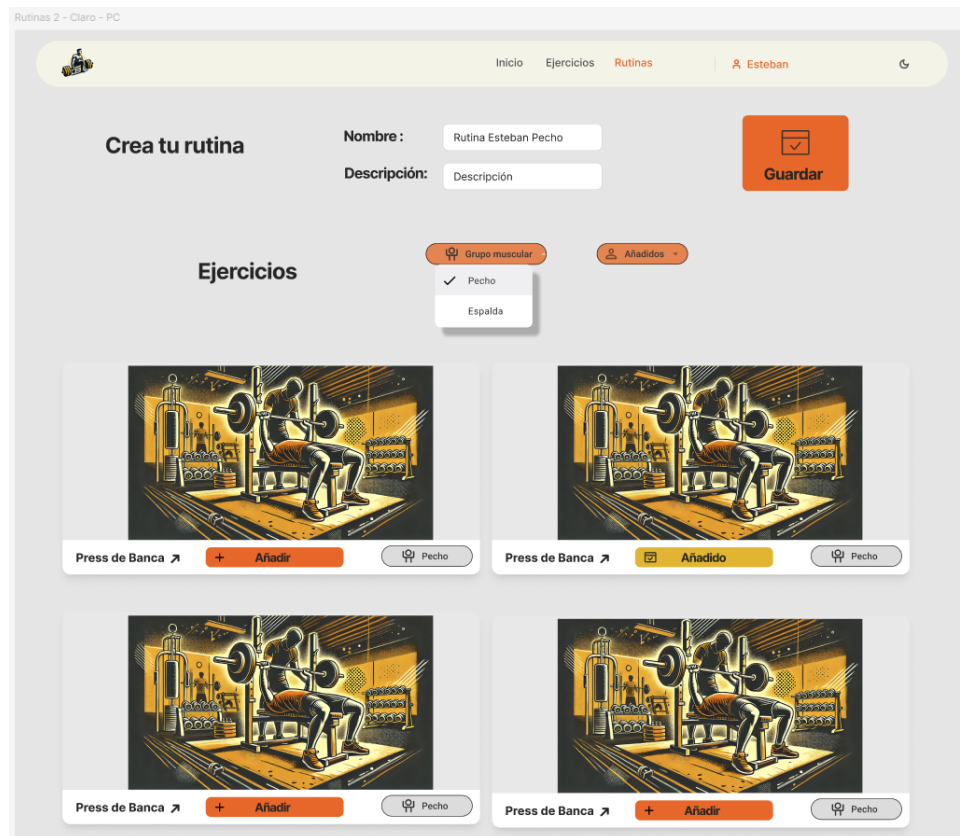 Rutinas 2 - Claro - PC
Inicio Ejercicios Rutinas Esteban
Crea tu rutina
Nombre :
Rutina Esteban Pecho
Descripción:
Descripción
Guardar
Ejercicios
Grupo muscular
Añadidos
Pecho
Espalda
Press de Banca Añadir Pecho
Press de Banca Añadido Pecho
Press de Banca Añadir Pecho
Press de Banca Añadir Pecho